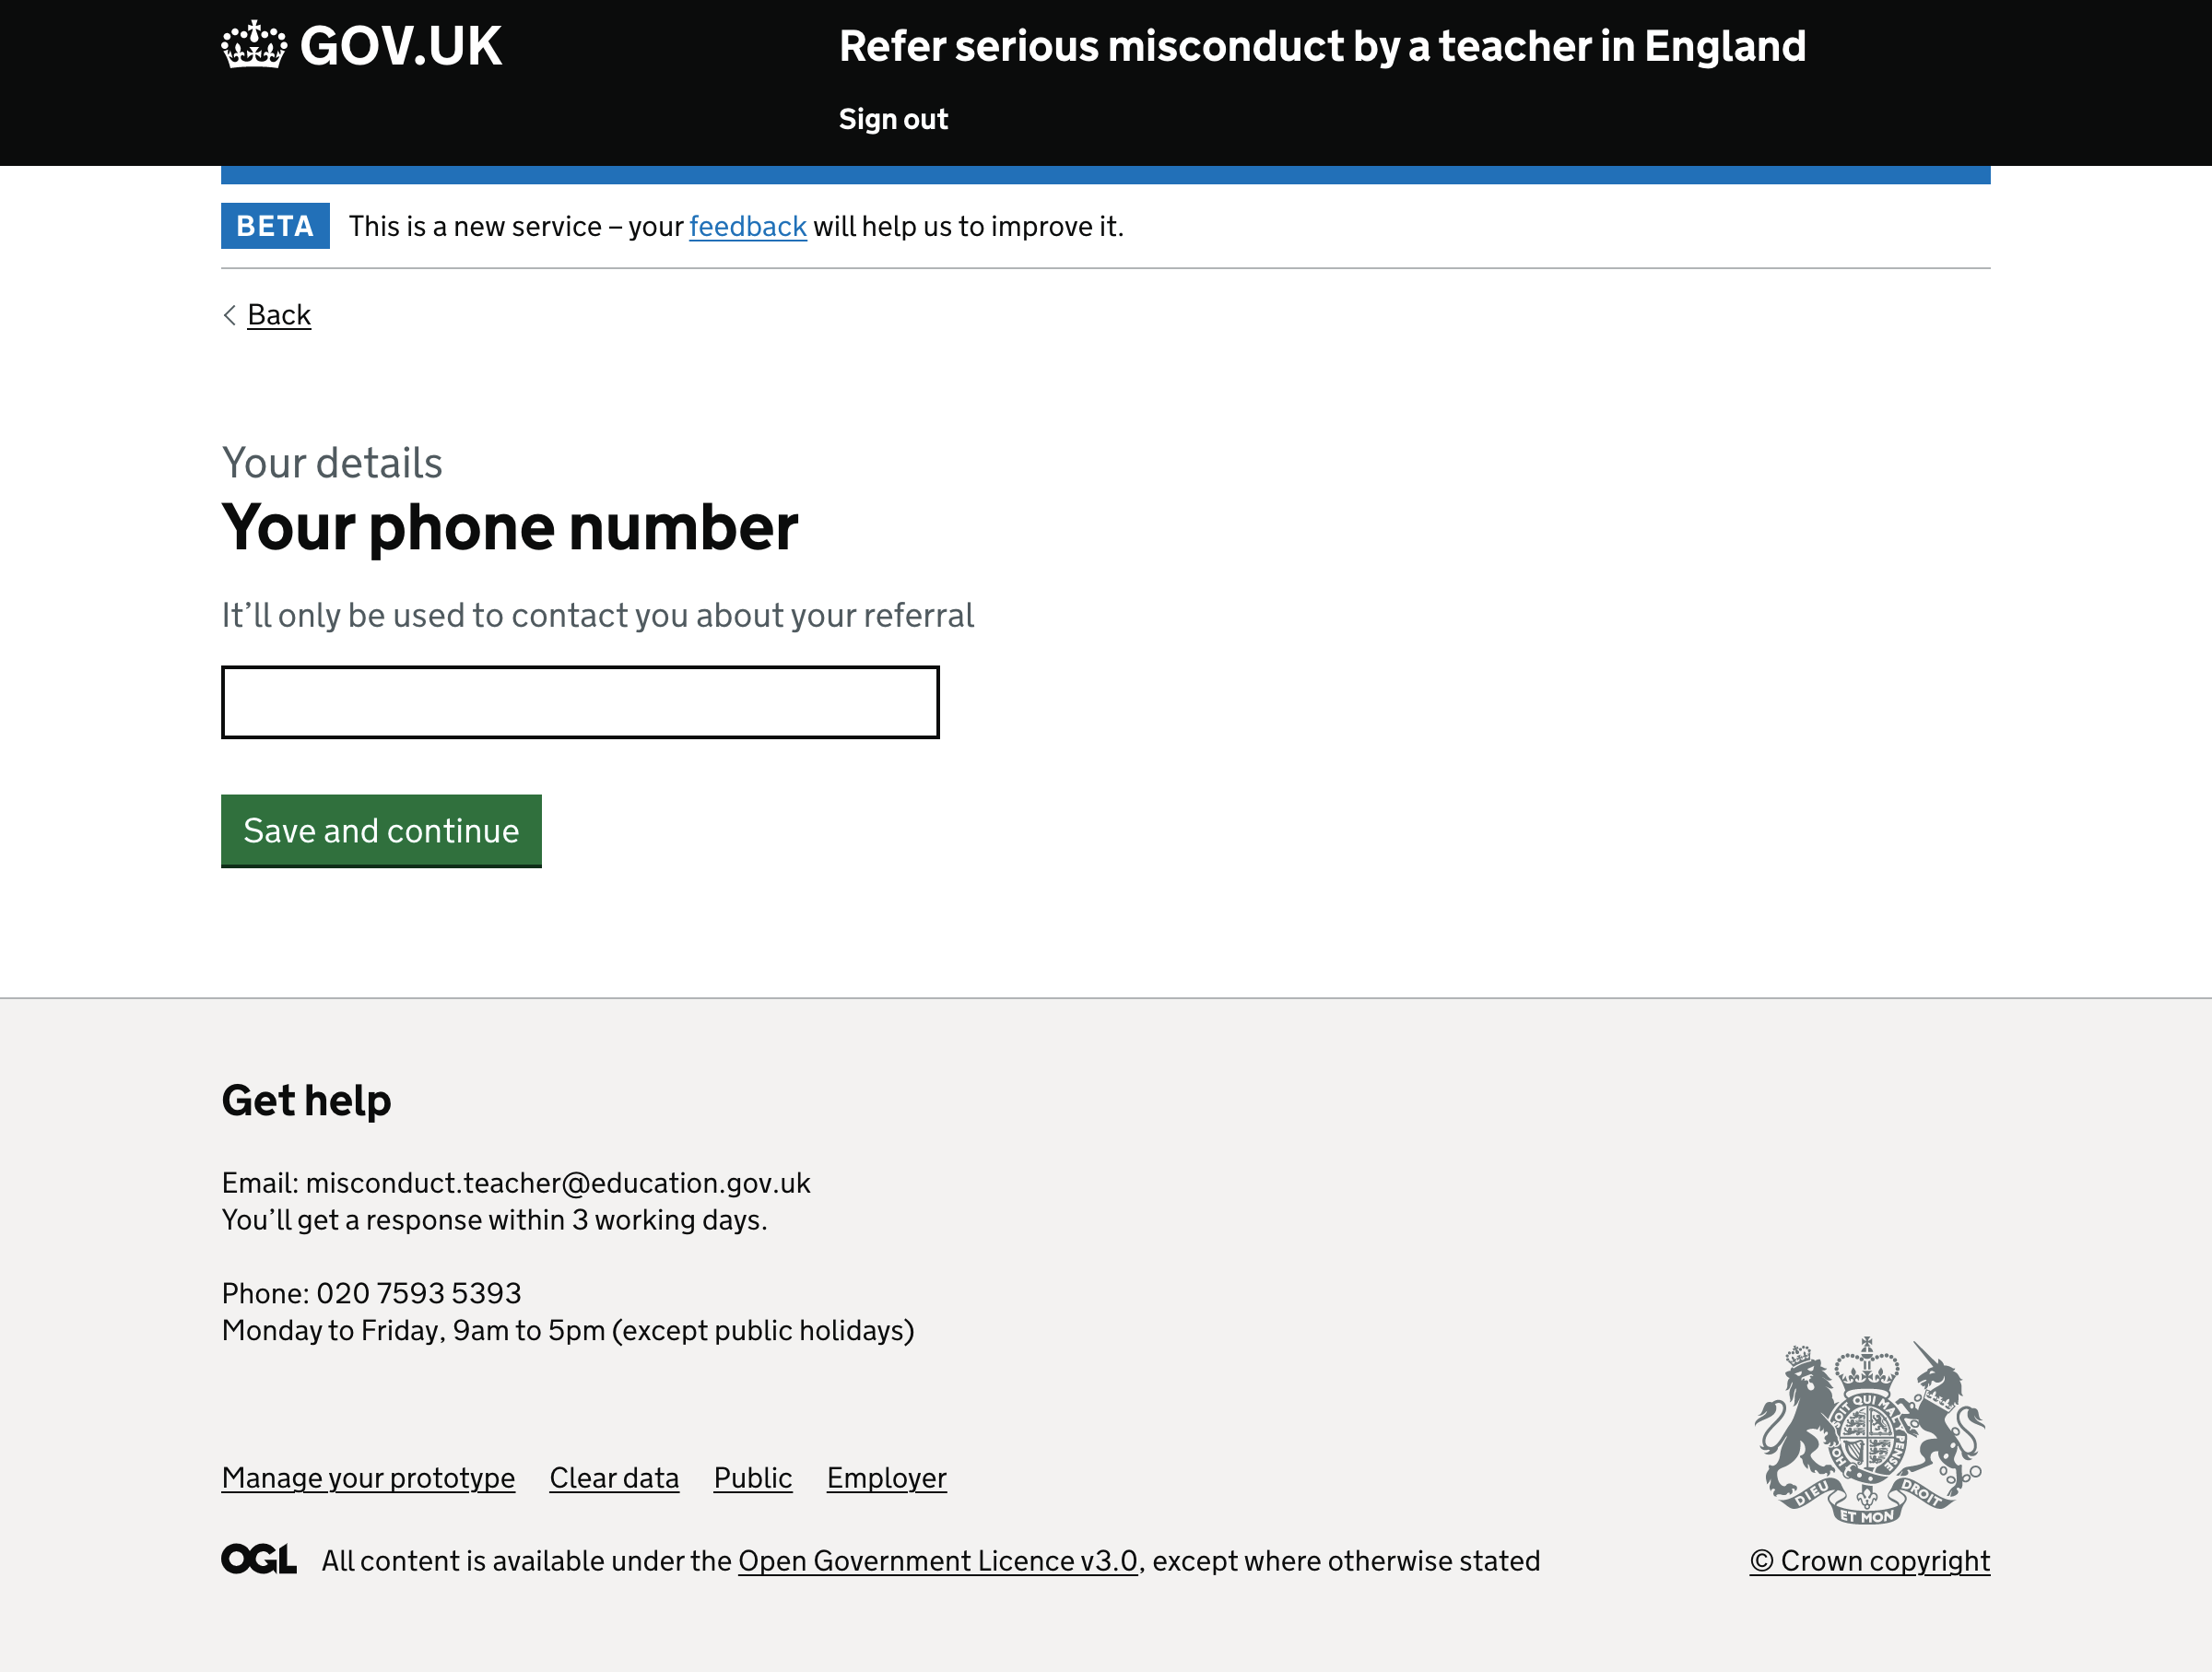 GOV.UK
Refer serious misconduct by a teacher in England
Sign out
BETA
This is a new service – your feedback will help us to improve it.
Back
Your details
Your phone number
It’ll only be used to contact you about your referral
Save and continue
Get help
Email: misconduct.teacher@education.gov.uk
You’ll get a response within 3 working days.
Phone: 020 7593 5393
Monday to Friday, 9am to 5pm (except public holidays)
Manage your prototype Clear data Public Employer
SOIT QUI MAL Y PENSE
DIEU ET MON DROIT
OGL All content is available under the Open Government Licence v3.0, except where otherwise stated
© Crown copyright